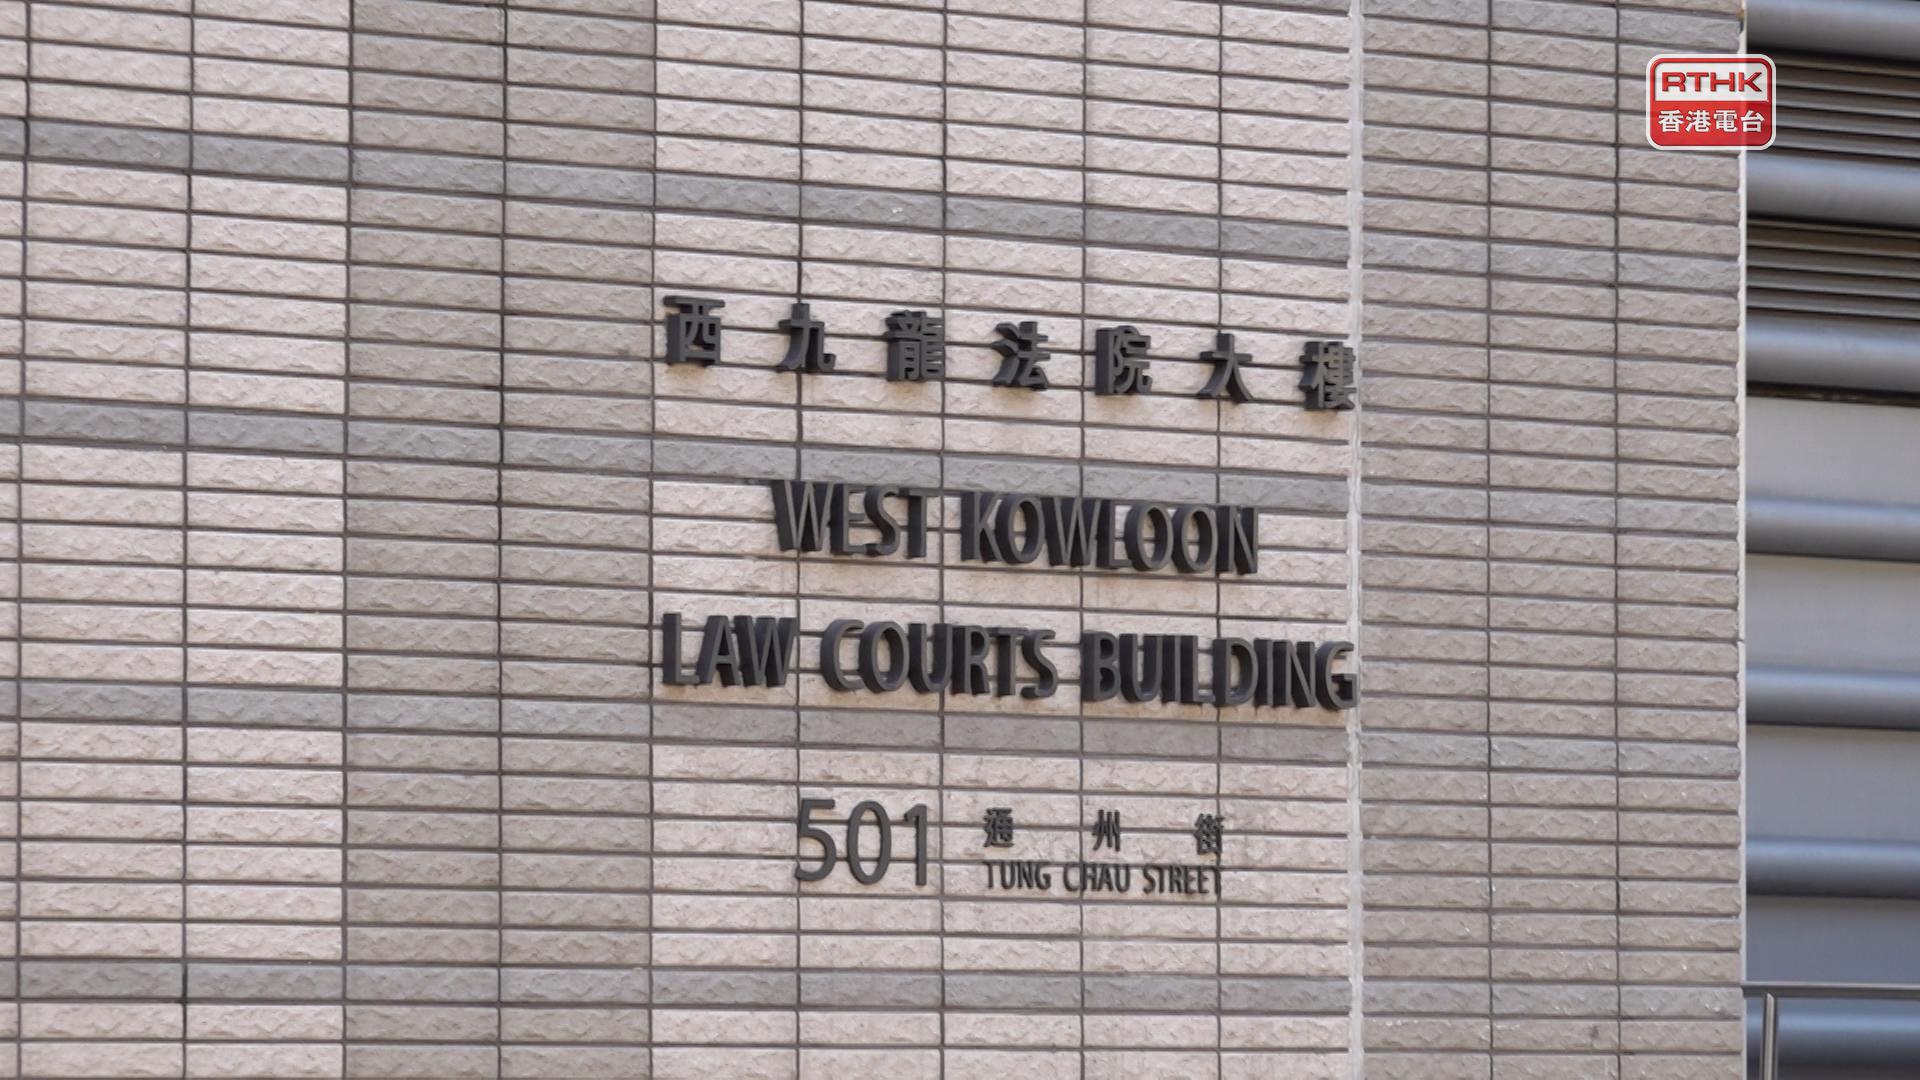 RTHK
香港電台
西九龍法院大樓
WEST KOWLOON
LAW COURTS BUILDING
501 通州街
TUNG CHAU STREET